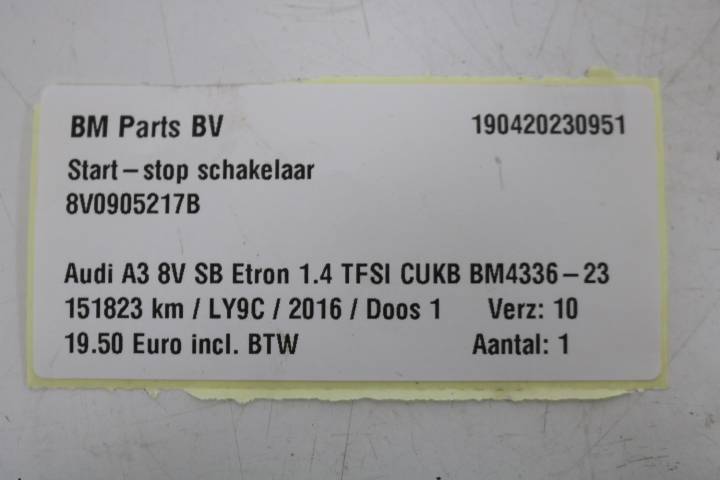 BM Parts BV 190420230951
Start-stop schakelaar
8V0905217B
Audi A3 8V SB Etron 1.4 TFSI CUKB BM4336-23
151823 km / LY9C / 2016 / Doos 1 Verz: 10
19.50 Euro incl. BTW Aantal: 1